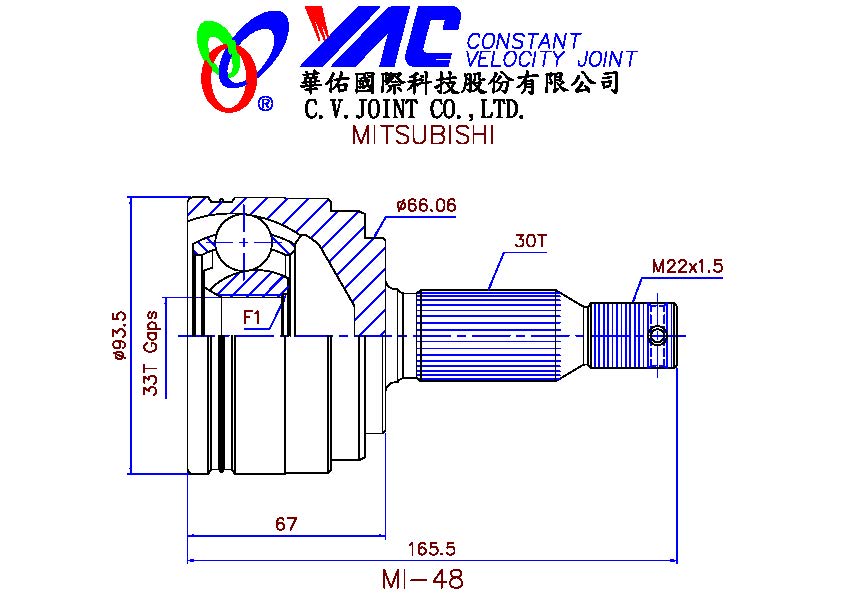 YAC CONSTANT
VELOCITY JOINT
華佑國際科技股份有限公司
®
C.V.JOINT CO.,LTD.
MITSUBISHI
ø66.06
30T
M22x1.5
F1
ø93.5
33T Gaps
67
165.5
MI-48